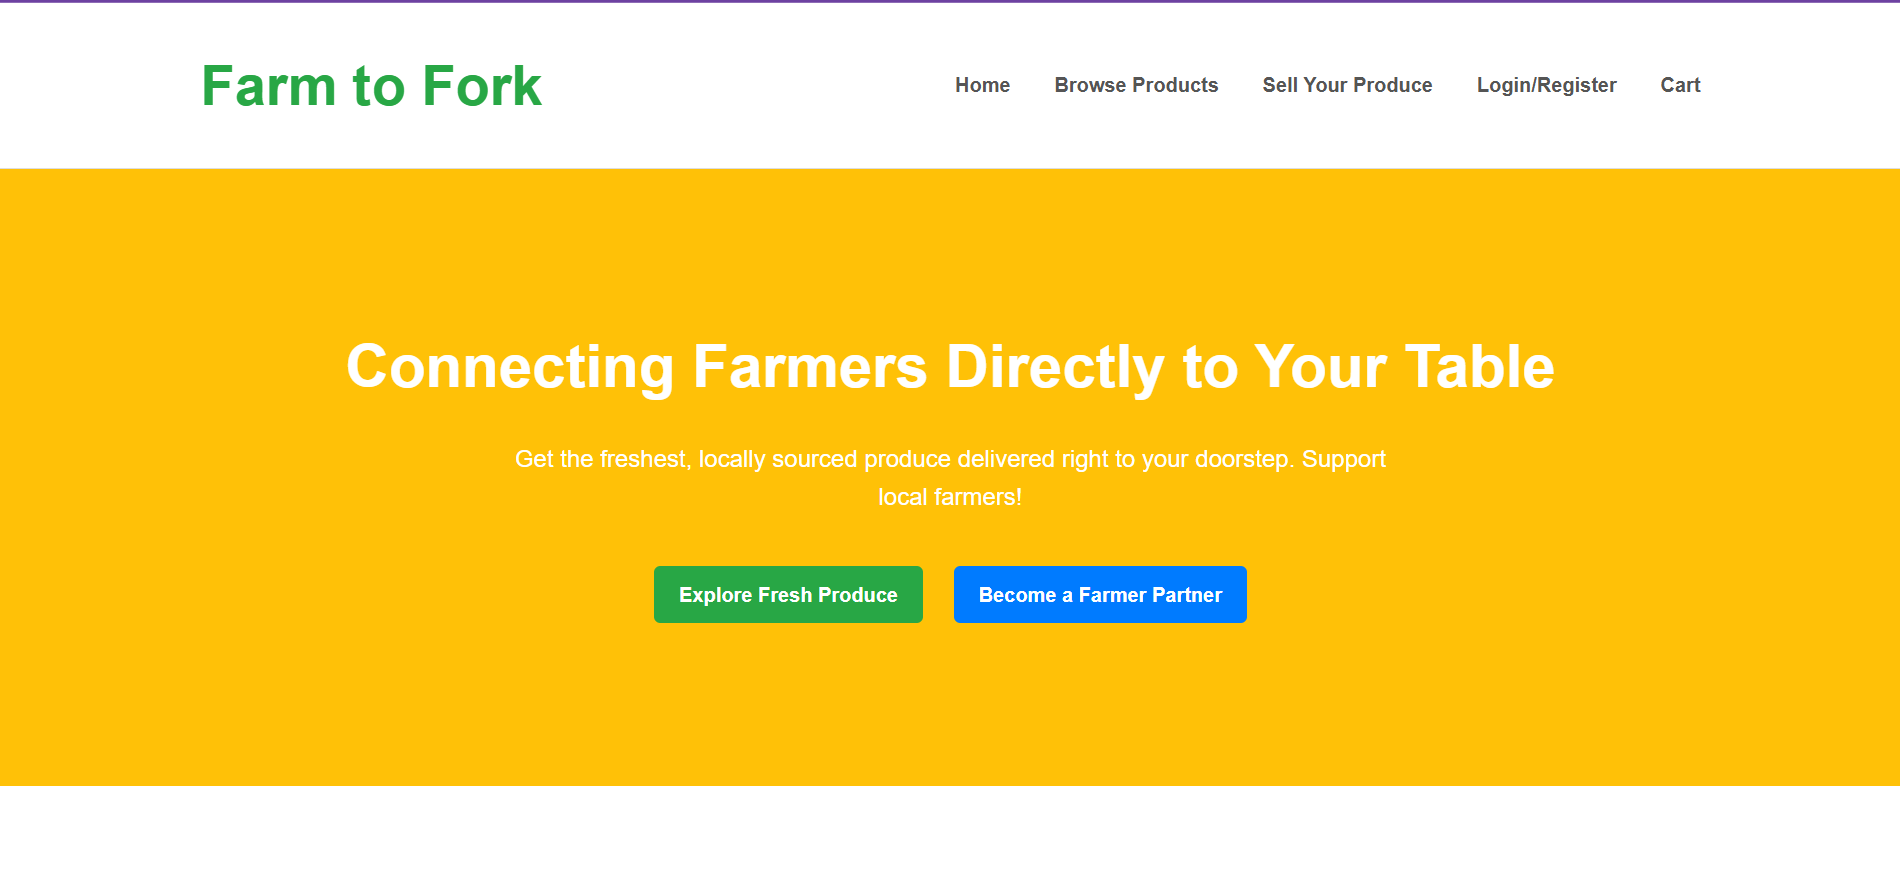 Farm to Fork
Home Browse Products Sell Your Produce Login/Register Cart
Connecting Farmers Directly to Your Table
Get the freshest, locally sourced produce delivered right to your doorstep. Support
local farmers!
Explore Fresh Produce Become a Farmer Partner